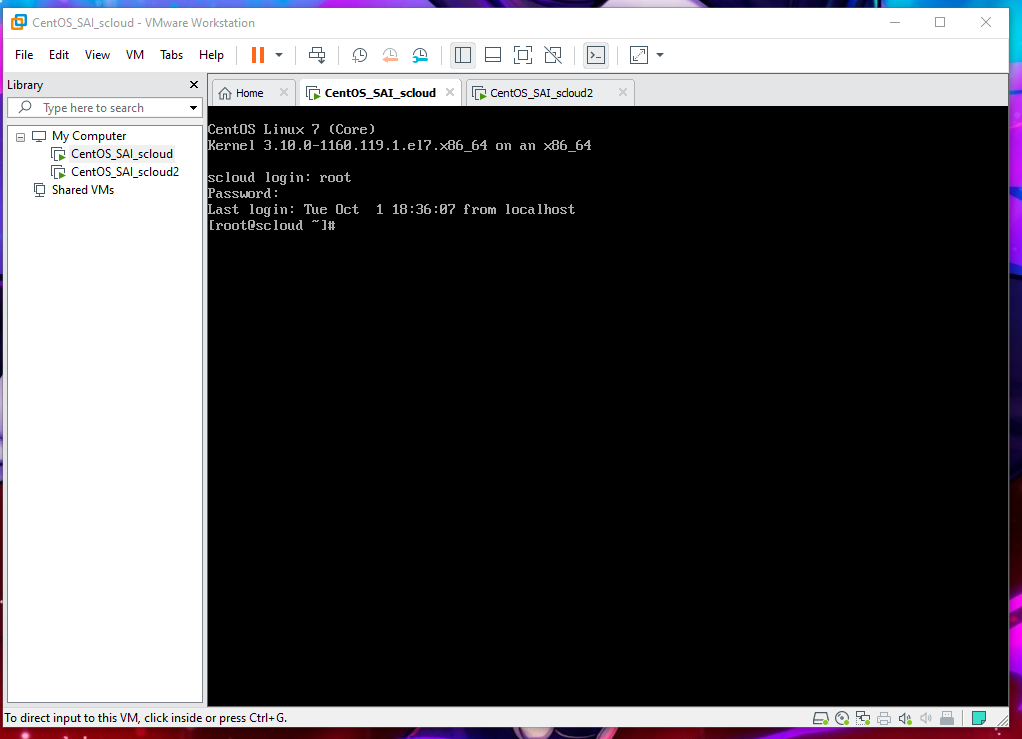 CentOS_SAI_scloud - VMware Workstation
File Edit View VM Tabs Help
Library
Type here to search
My Computer
CentOS_SAI_scloud
CentOS_SAI_scloud2
Shared VMs
Home CentOS_SAI_scloud CentOS_SAI_scloud2
CentOS Linux 7 (Core)
Kernel 3.10.0-1160.119.1.el7.x86_64 on an x86_64
scloud login: root
Password:
Last login: Tue Oct  1 18:36:07 from localhost
[root@scloud ~]#
To direct input to this VM, click inside or press Ctrl+G.